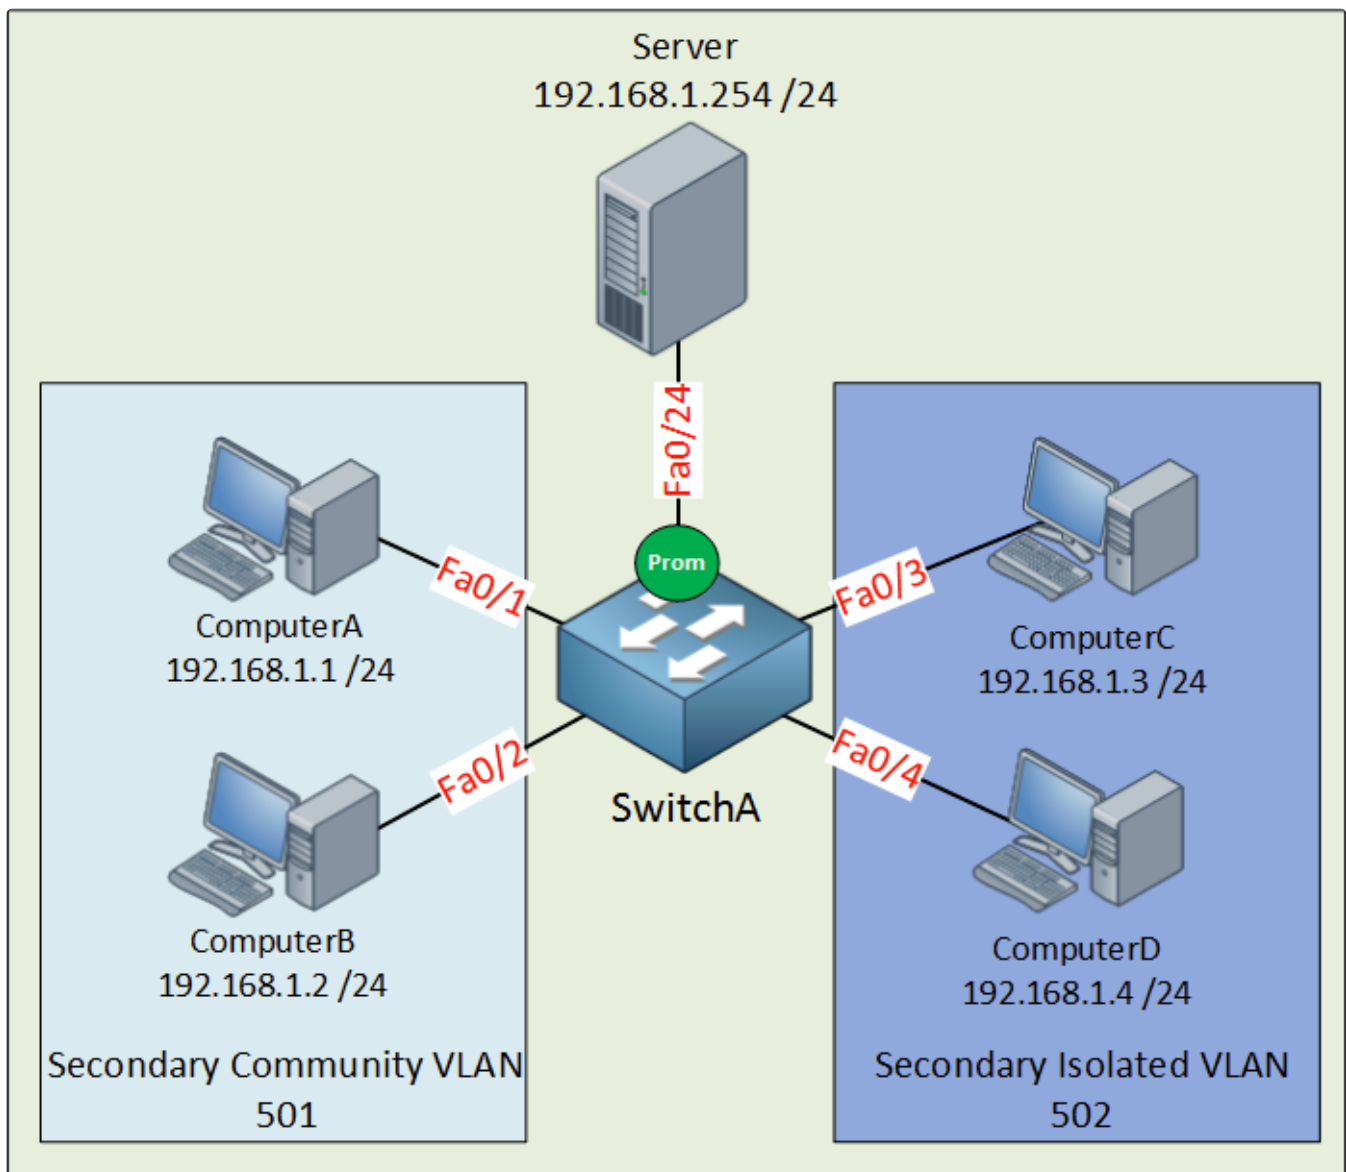 Server
192.168.1.254 /24
Fa0/24
Prom
Fa0/1
Fa0/3
ComputerA
192.168.1.1 /24
ComputerC
192.168.1.3 /24
Fa0/2
Fa0/4
SwitchA
ComputerB
192.168.1.2 /24
ComputerD
192.168.1.4 /24
Secondary Community VLAN
501
Secondary Isolated VLAN
502